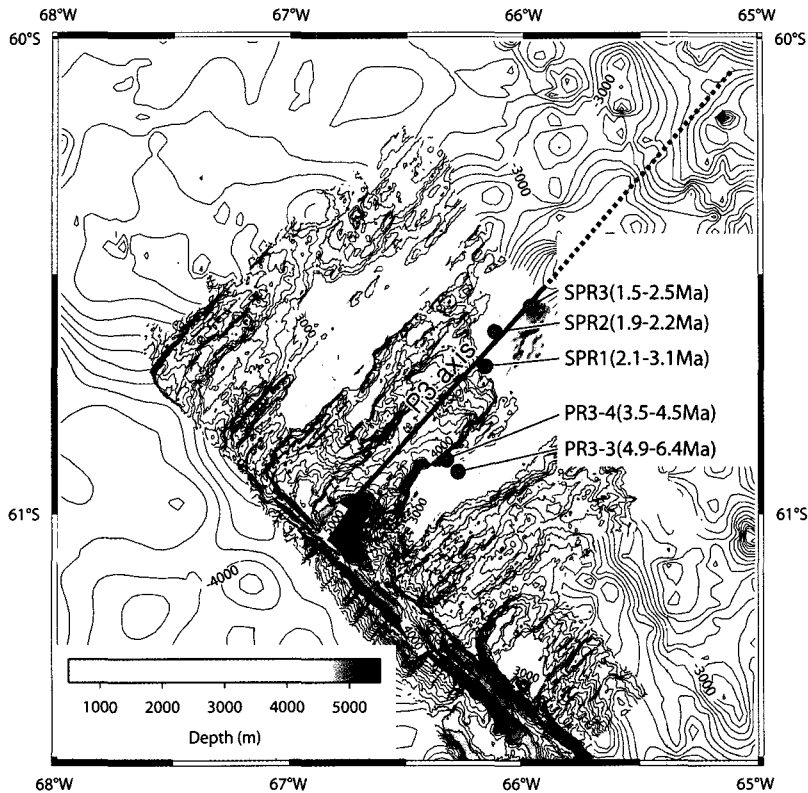 68°W 67°W 66°W 65°W
60°S 60°S
-3000
-3000
SPR3(1.5-2.5Ma)
SPR2(1.9-2.2Ma)
-3000
P3 axis
SPR1(2.1-3.1Ma)
PR3-4(3.5-4.5Ma)
PR3-3(4.9-6.4Ma)
61°S 61°S
-4000
-3000
-3000
1000 2000 3000 4000 5000
Depth (m)
68°W 67°W 66°W 65°W